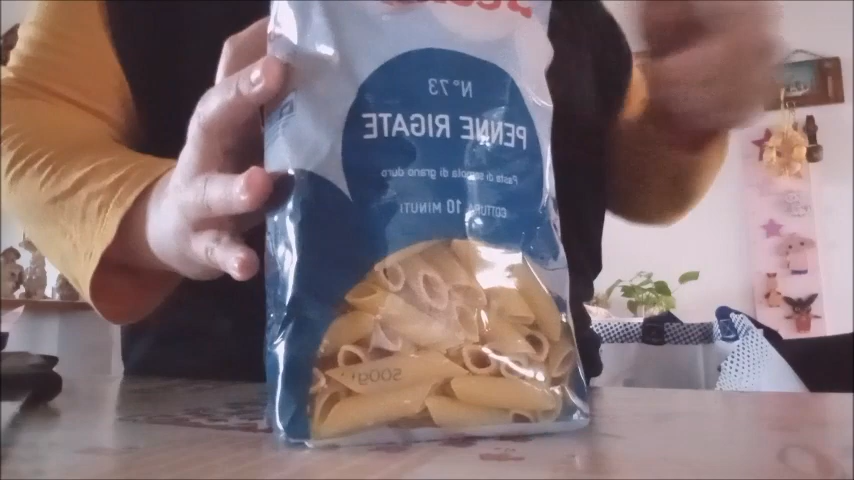 N°73
PENNE RIGATE
Pasta di semola di grano duro
COTTURA 10 MINUTI
500g